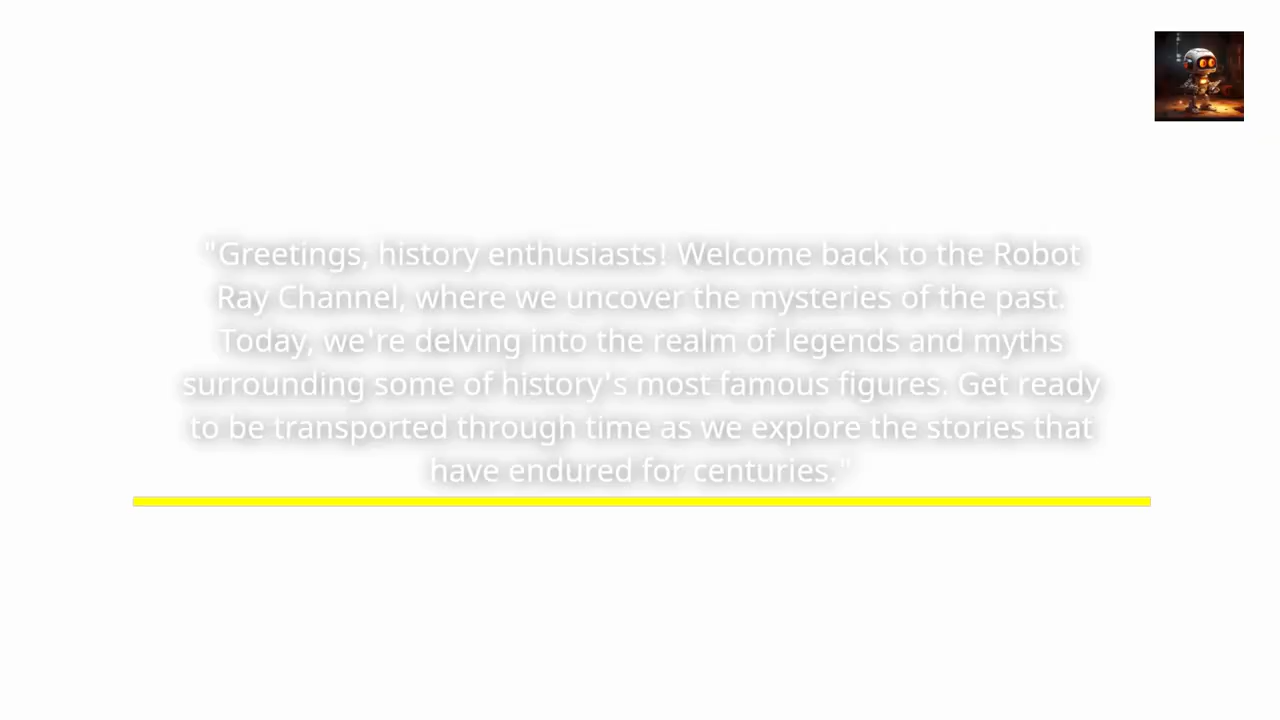 "Greetings, history enthusiasts! Welcome back to the Robot
Ray Channel, where we uncover the mysteries of the past.
Today, we're delving into the realm of legends and myths
surrounding some of history's most famous figures. Get ready
to be transported through time as we explore the stories that
have endured for centuries."